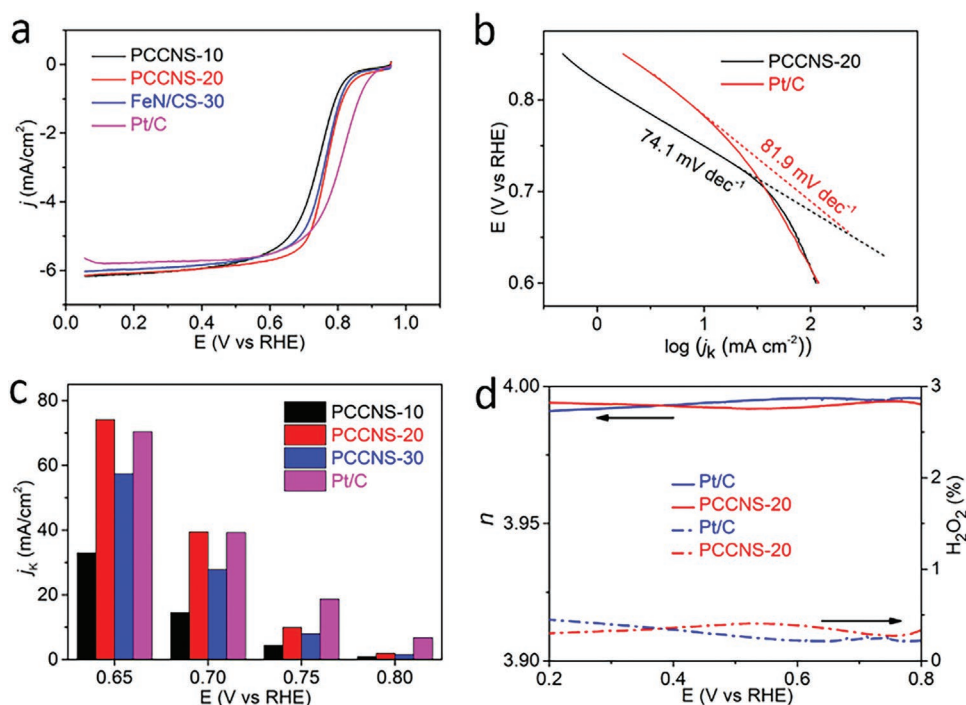 a
PCCNS-10
PCCNS-20
FeN/CS-30
Pt/C
j (mA/cm²)
0
-2
-4
-6
0.0 0.2 0.4 0.6 0.8 1.0
E (V vs RHE)
b
PCCNS-20
Pt/C
74.1 mV dec⁻¹
81.9 mV dec⁻¹
E (V vs RHE)
0.8
0.7
0.6
0 1 2 3
log (jₖ (mA cm⁻²))
c
PCCNS-10
PCCNS-20
PCCNS-30
Pt/C
jₖ (mA/cm²)
80
60
40
20
0
0.65 0.70 0.75 0.80
E (V vs RHE)
d
Pt/C
PCCNS-20
Pt/C
PCCNS-20
n
4.00
3.95
3.90
H₂O₂ (%)
3
2
1
0
0.2 0.4 0.6 0.8
E (V vs RHE)